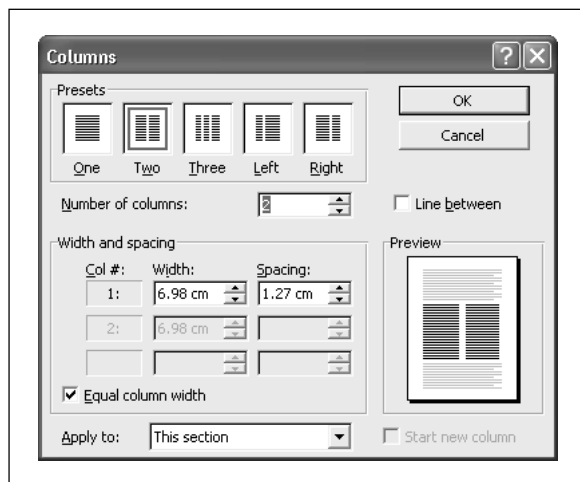 Columns
Presets
One Two Three Left Right
OK
Cancel
Number of columns: 2
Line between
Width and spacing
Col #: Width: Spacing:
1: 6.98 cm 1.27 cm
2: 6.98 cm
Equal column width
Preview
Apply to: This section
Start new column